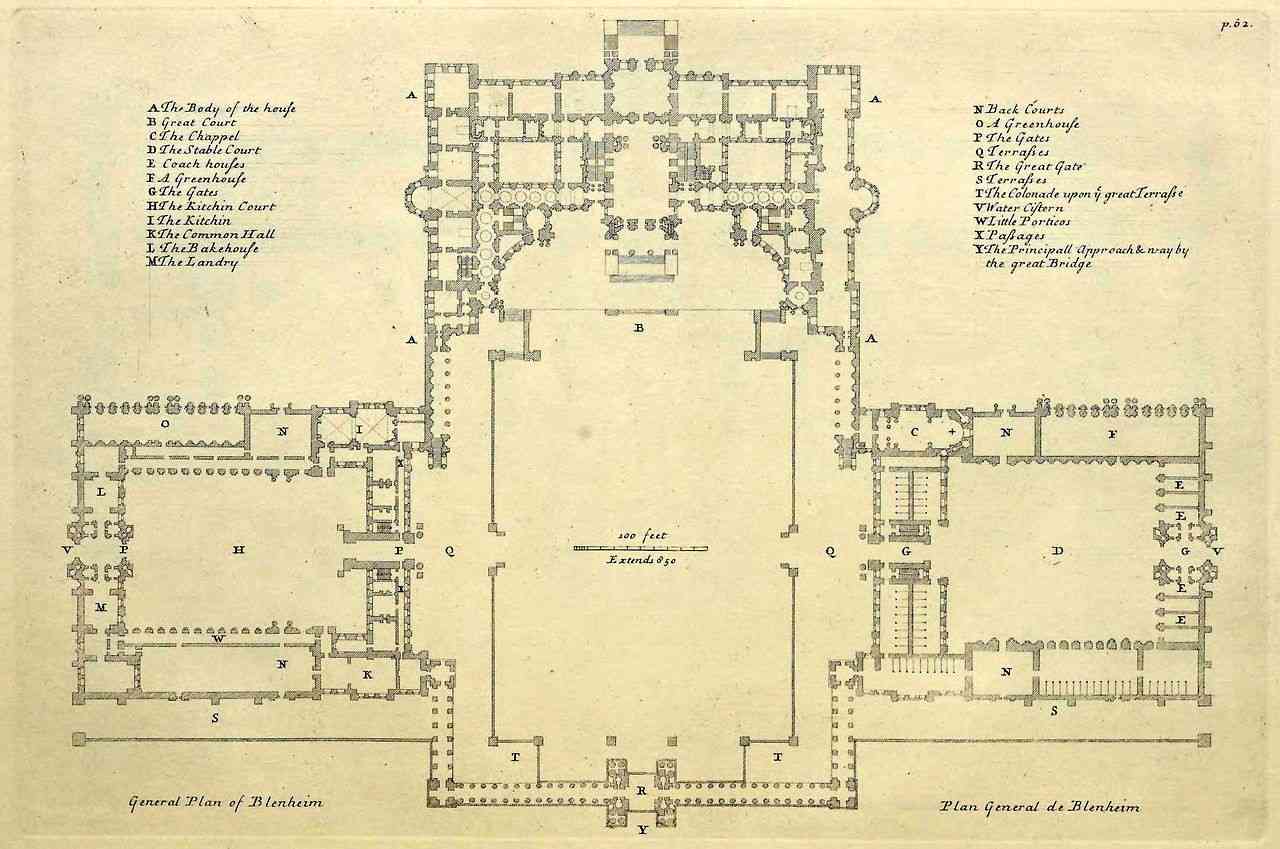 p.62.
A The Body of the house
B Great Court
C The Chappel
D The Stable Court
E Coach houses
F A Greenhouse
G The Gates
H The Kitchin Court
I The Kitchin
K The Common Hall
L The Bakehouse
M The Landry
N Back Courts
O A Greenhouse
P The Gates
Q Terrasses
R The Great Gate
S Terrasses
T The Colonade upon ÿ great Terrasse
V Water Cistern
W Little Porticos
X Passages
Y The Principall Approach & way by
the great Bridge
A A
B
A A
O N I C N F
L X E
E
V P H P Q
100 feet
Extends 850
Q G D G V
M X E
W E
N K N
S S
T T
R
Y
General Plan of Blenheim
Plan General de Blenheim